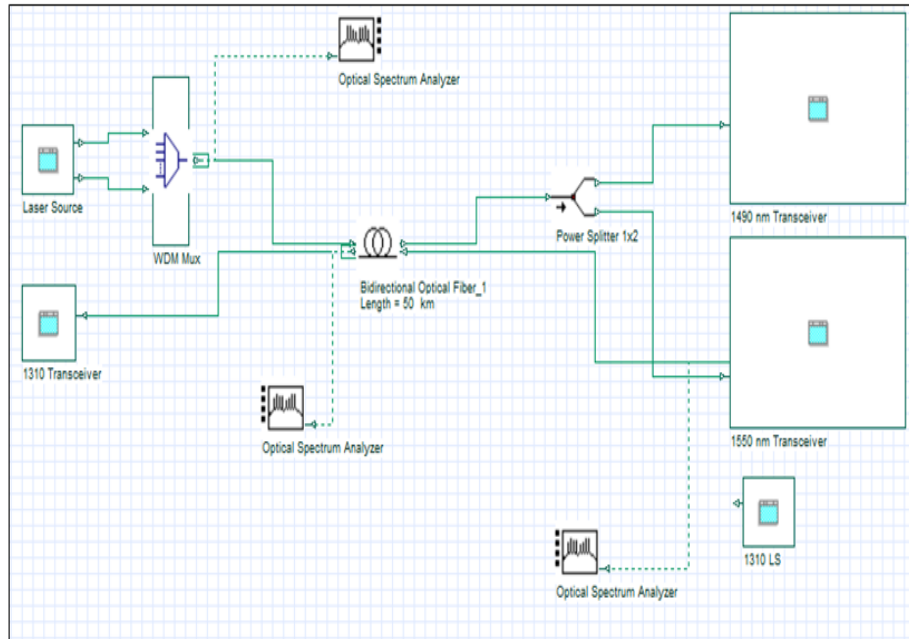 Optical Spectrum Analyzer
Laser Source
WDM Mux
Power Splitter 1x2
1490 nm Transceiver
Bidirectional Optical Fiber_1
Length = 50 km
1310 Transceiver
Optical Spectrum Analyzer
1550 nm Transceiver
1310 LS
Optical Spectrum Analyzer